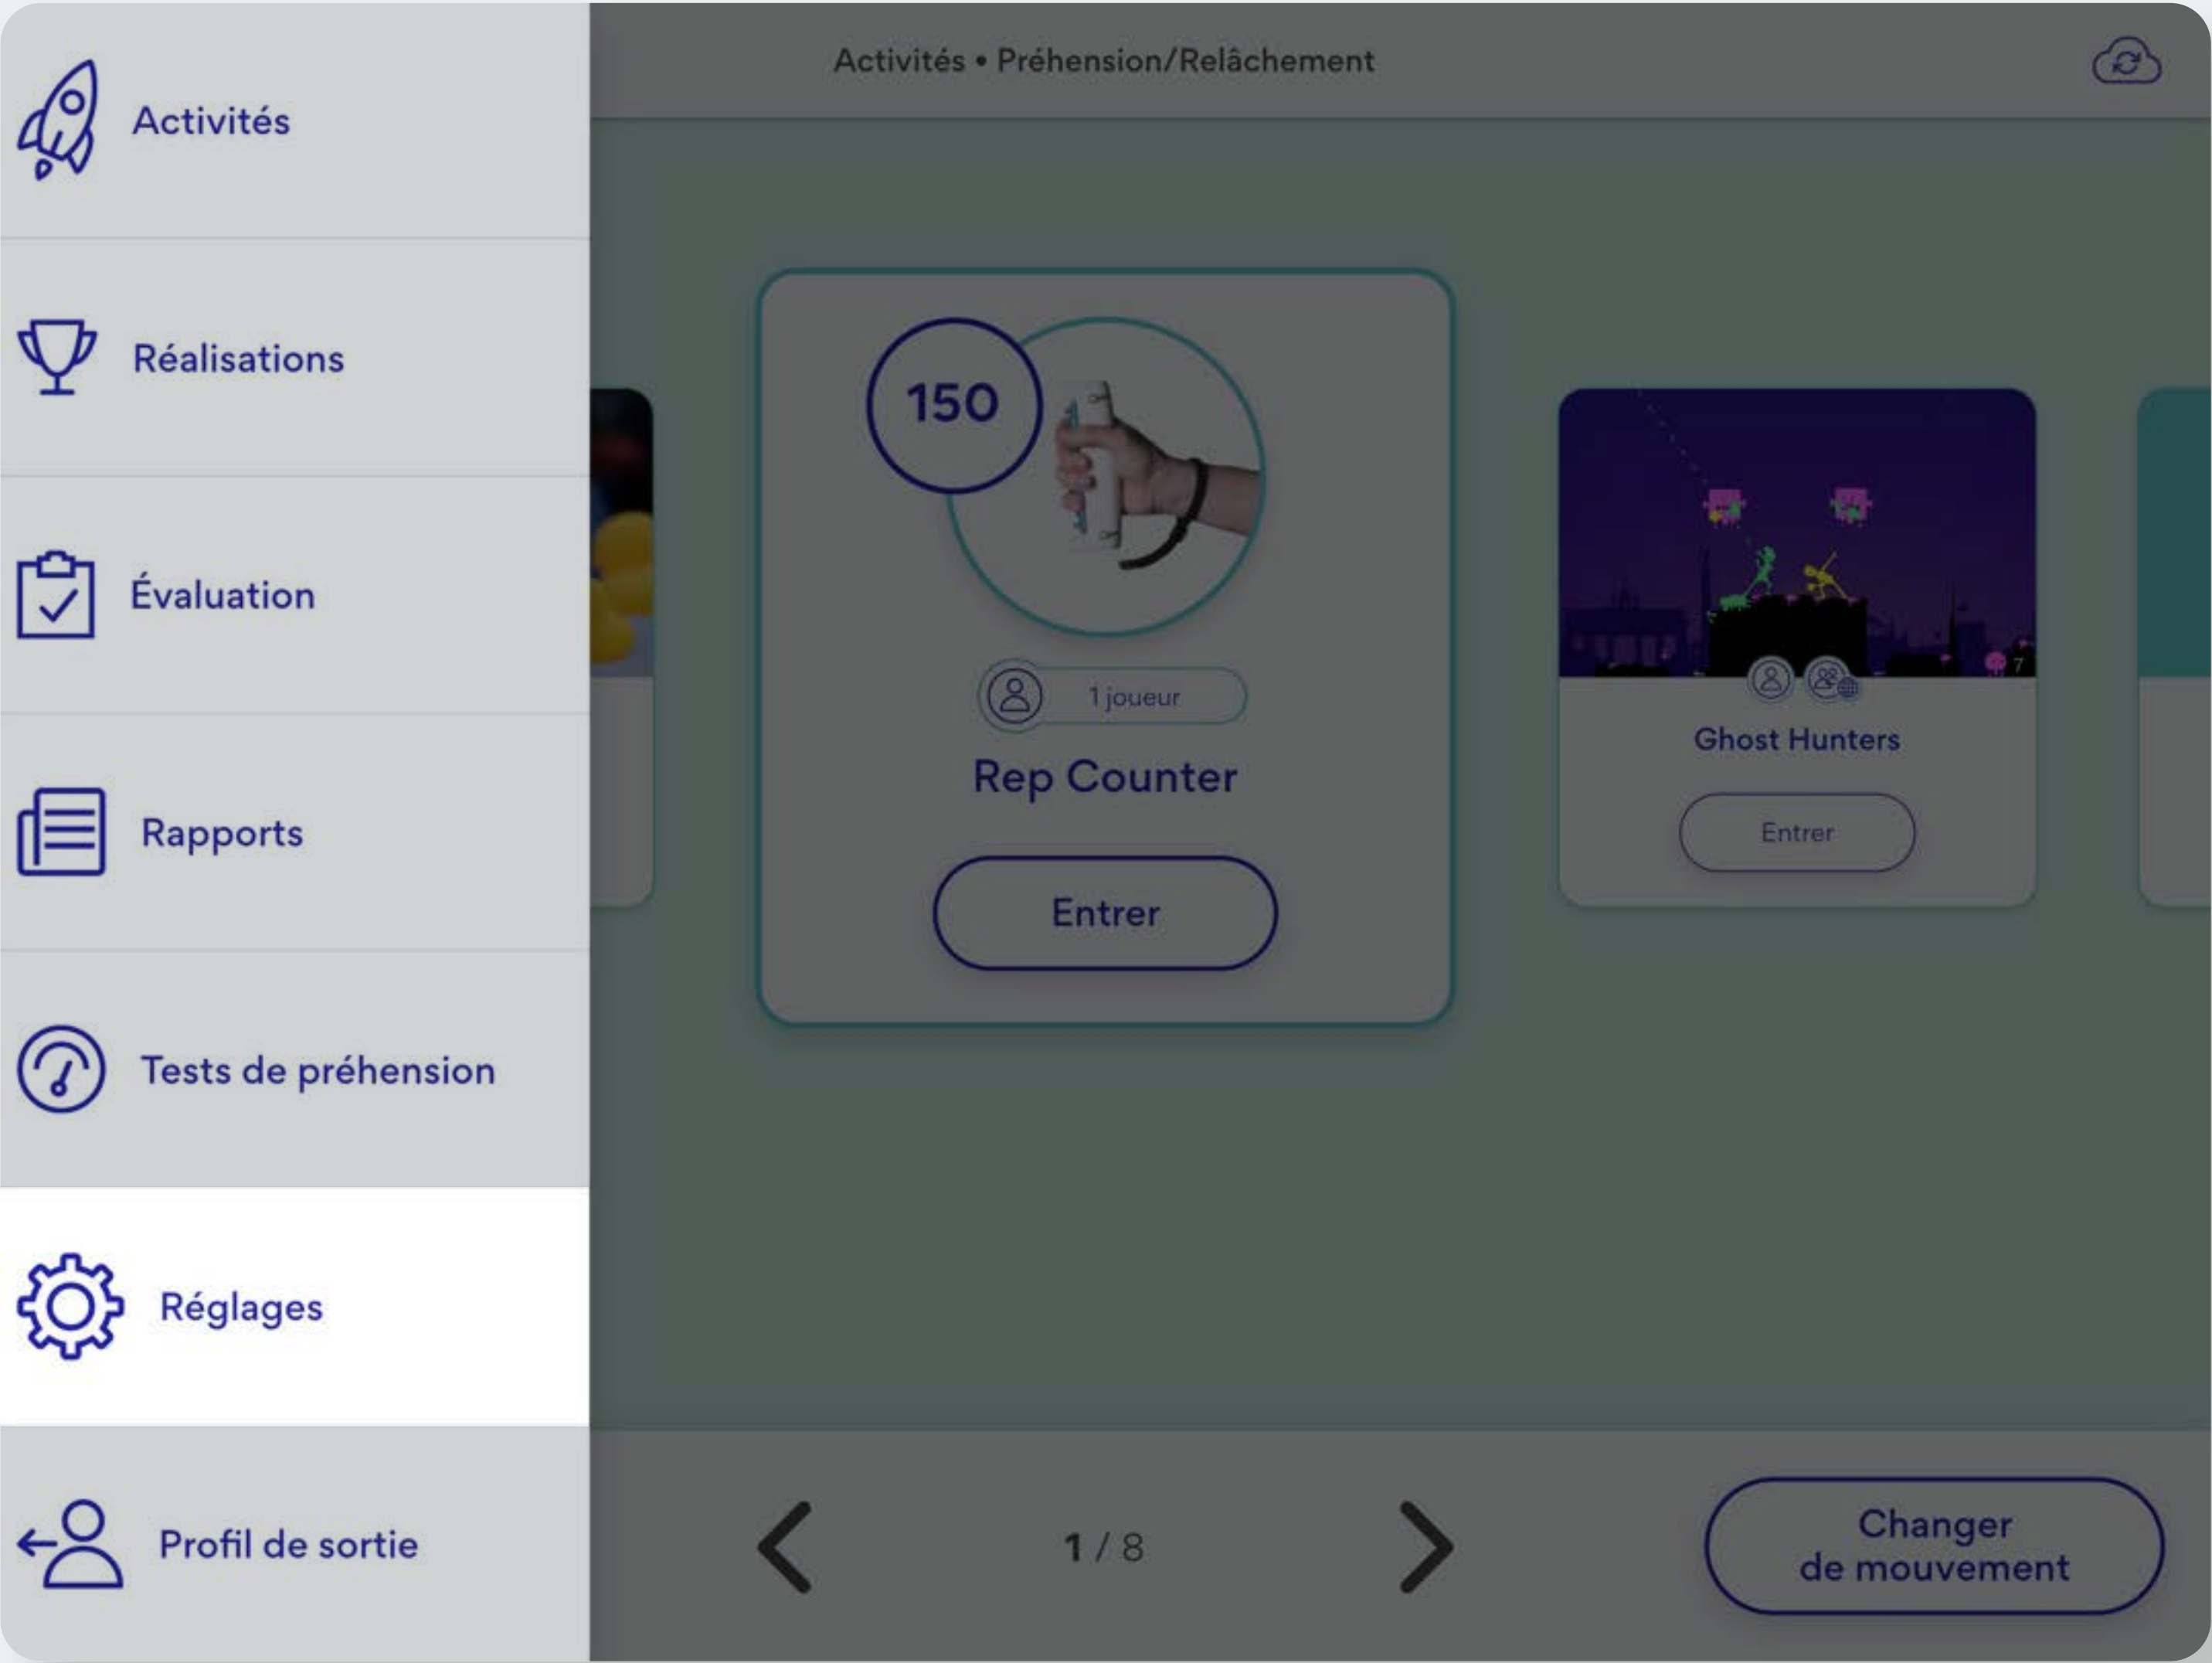 Activités
Réalisations
Évaluation
Rapports
Tests de préhension
Réglages
Profil de sortie
Activités • Préhension/Relâchement
150
1 joueur
Rep Counter
Entrer
7
Ghost Hunters
Entrer
1 / 8
Changer
de mouvement